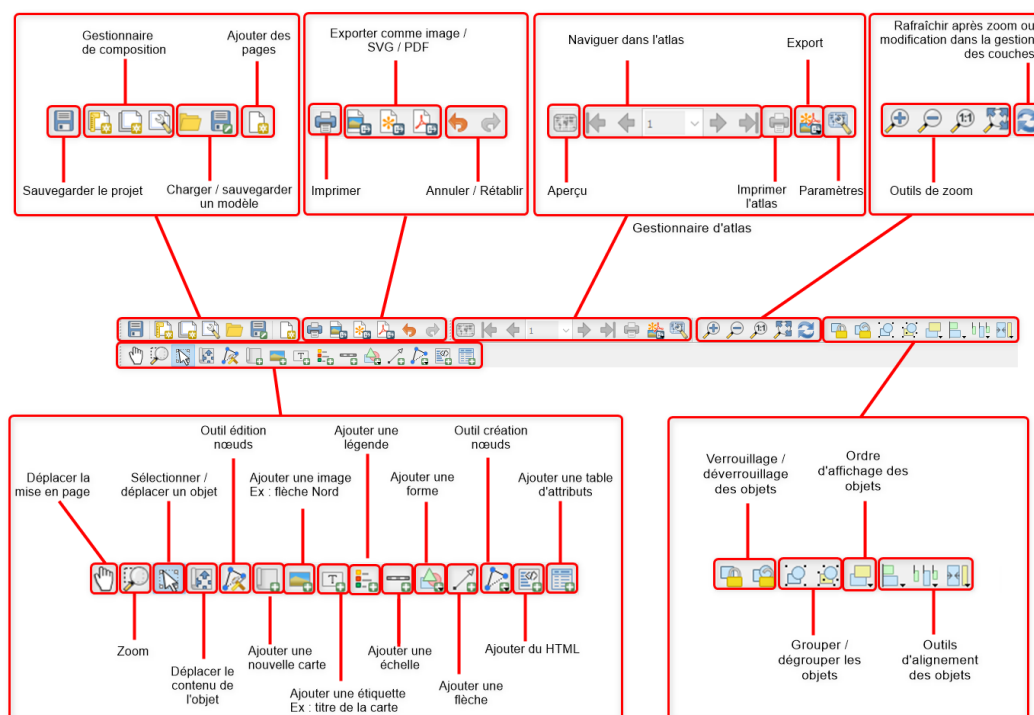 Gestionnaire
de composition
Ajouter des
pages
Sauvegarder le projet
Charger / sauvegarder
un modèle
Exporter comme image /
SVG / PDF
Imprimer
Annuler / Rétablir
Naviguer dans l'atlas
Export
1
Aperçu
Imprimer
l'atlas
Paramètres
Gestionnaire d'atlas
Rafraîchir après zoom ou
modification dans la gestion
des couches
1:1
Outils de zoom
1
1:1
Outil édition
nœuds
Ajouter une
légende
Outil création
nœuds
Déplacer la
mise en page
Sélectionner /
déplacer un objet
Ajouter une image
Ex : flèche Nord
Ajouter une
forme
Ajouter une table
d'attributs
T
Zoom
Déplacer le
contenu de
l'objet
Ajouter une
nouvelle carte
Ajouter une étiquette
Ex : titre de la carte
Ajouter une
échelle
Ajouter une
flèche
Ajouter du HTML
Verrouillage /
déverrouillage
des objets
Ordre
d'affichage des
objets
Grouper /
dégrouper les
objets
Outils
d'alignement
des objets